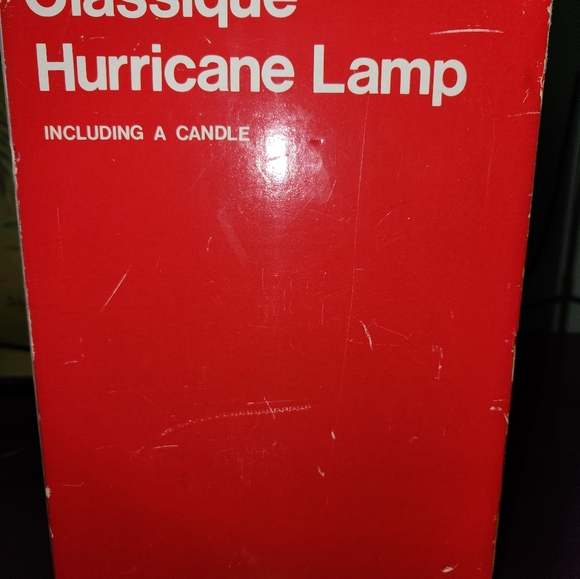 Classique
Hurricane Lamp
INCLUDING A CANDLE